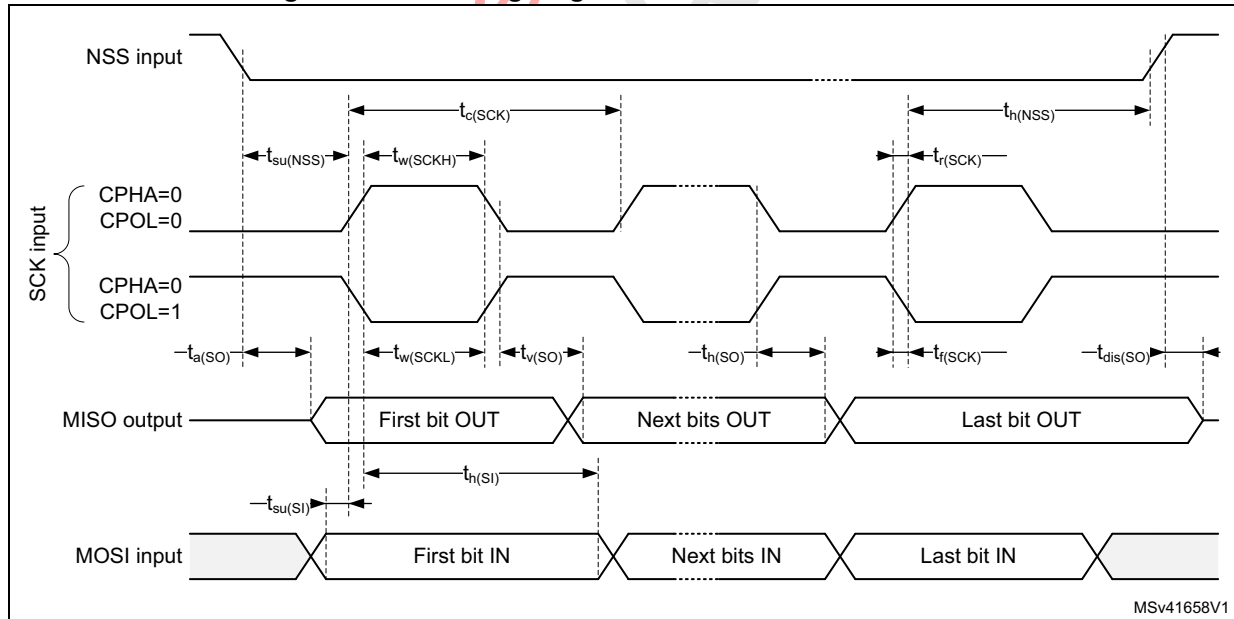 NSS input
tc(SCK)
th(NSS)
tsu(NSS)
tw(SCKH)
tr(SCK)
SCK input
CPHA=0
CPOL=0
CPHA=0
CPOL=1
ta(SO)
tw(SCKL)
tv(SO)
th(SO)
tf(SCK)
tdis(SO)
MISO output
First bit OUT
Next bits OUT
Last bit OUT
th(SI)
tsu(SI)
MOSI input
First bit IN
Next bits IN
Last bit IN
MSv41658V1